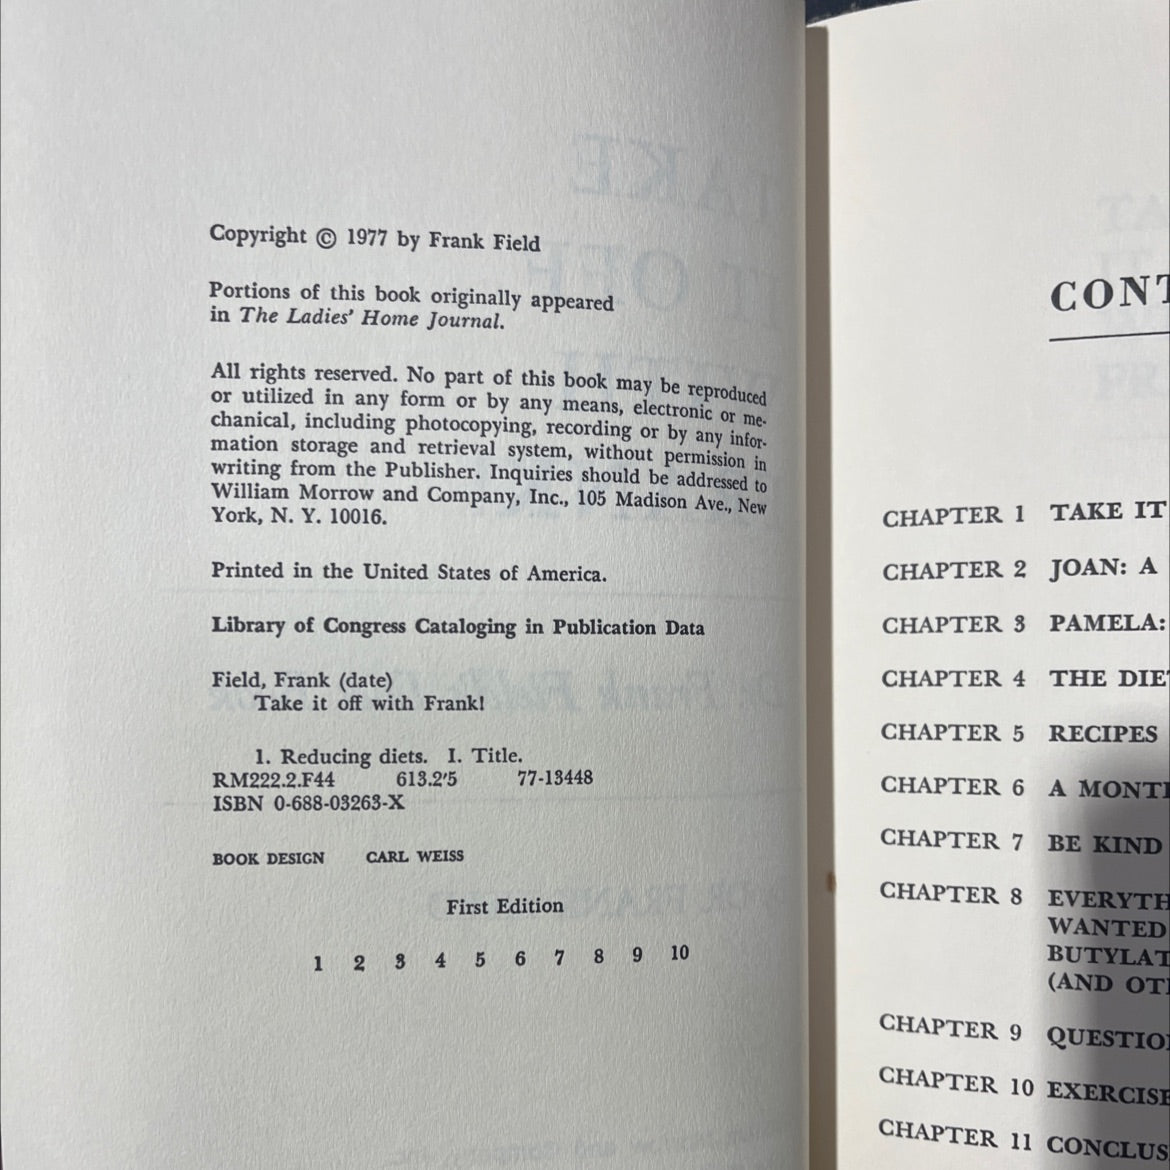 Copyright © 1977 by Frank Field
Portions of this book originally appeared
in The Ladies' Home Journal.
All rights reserved. No part of this book may be reproduced
or utilized in any form or by any means, electronic or me-
chanical, including photocopying, recording or by any infor-
mation storage and retrieval system, without permission in
writing from the Publisher. Inquiries should be addressed to
William Morrow and Company, Inc., 105 Madison Ave., New
York, N. Y. 10016.
Printed in the United States of America.
Library of Congress Cataloging in Publication Data
Field, Frank (date)
Take it off with Frank!
1. Reducing diets. I. Title.
RM222.2.F44 613.2'5 77-13448
ISBN 0-688-03263-X
BOOK DESIGN CARL WEISS
First Edition
1 2 3 4 5 6 7 8 9 10
CONT
CHAPTER 1 TAKE IT
CHAPTER 2 JOAN: A
CHAPTER 3 PAMELA:
CHAPTER 4 THE DIE
CHAPTER 5 RECIPES
CHAPTER 6 A MONT
CHAPTER 7 BE KIND
CHAPTER 8 EVERYTH
WANTED
BUTYLAT
(AND OT
CHAPTER 9 QUESTIO
CHAPTER 10 EXERCISE
CHAPTER 11 CONCLUS